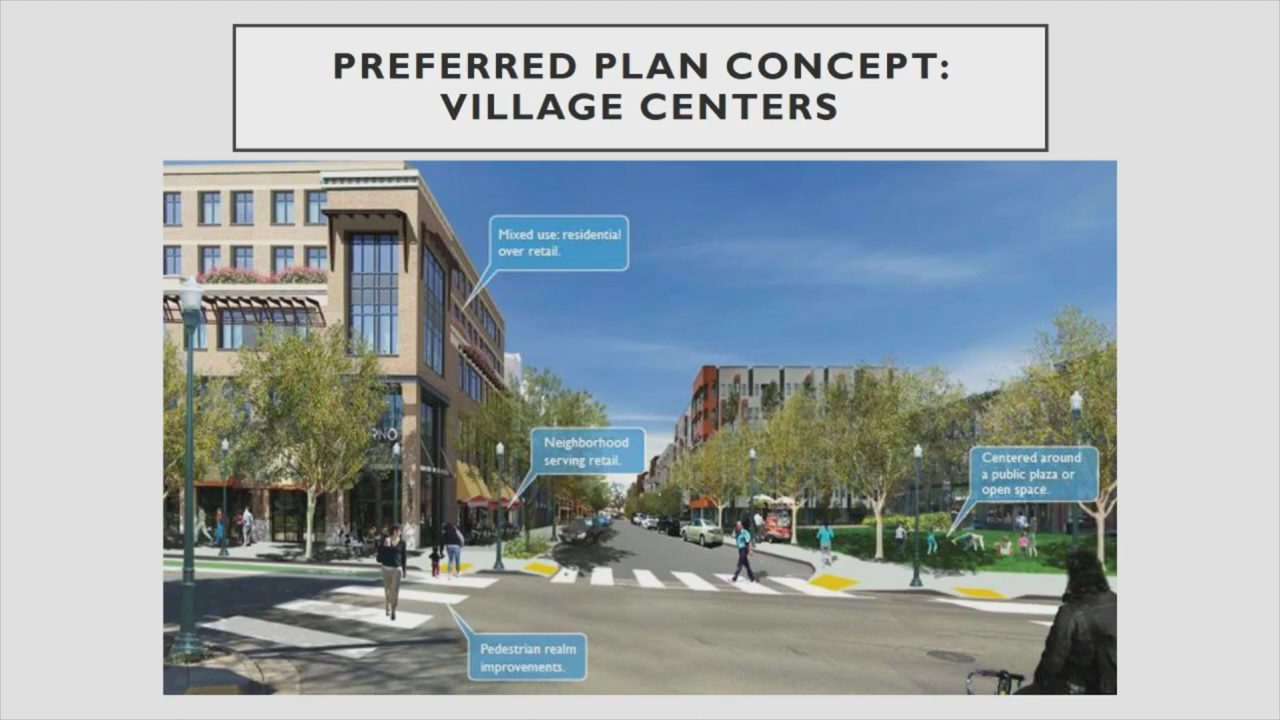 PREFERRED PLAN CONCEPT:
VILLAGE CENTERS
Mixed use: residential
over retail.
Neighborhood
serving retail.
Centered around
a public plaza or
open space.
Pedestrian realm
improvements.